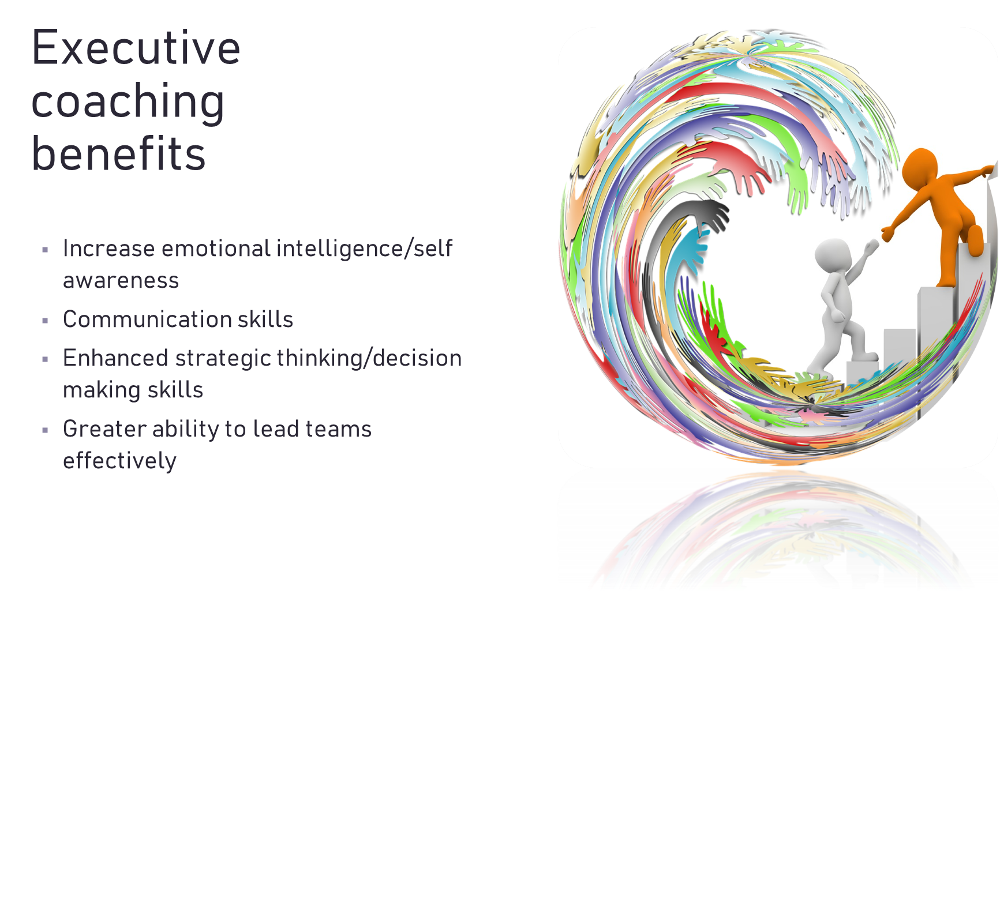 Executive
coaching
benefits
▪ Increase emotional intelligence/self
awareness
▪ Communication skills
▪ Enhanced strategic thinking/decision
making skills
▪ Greater ability to lead teams
effectively